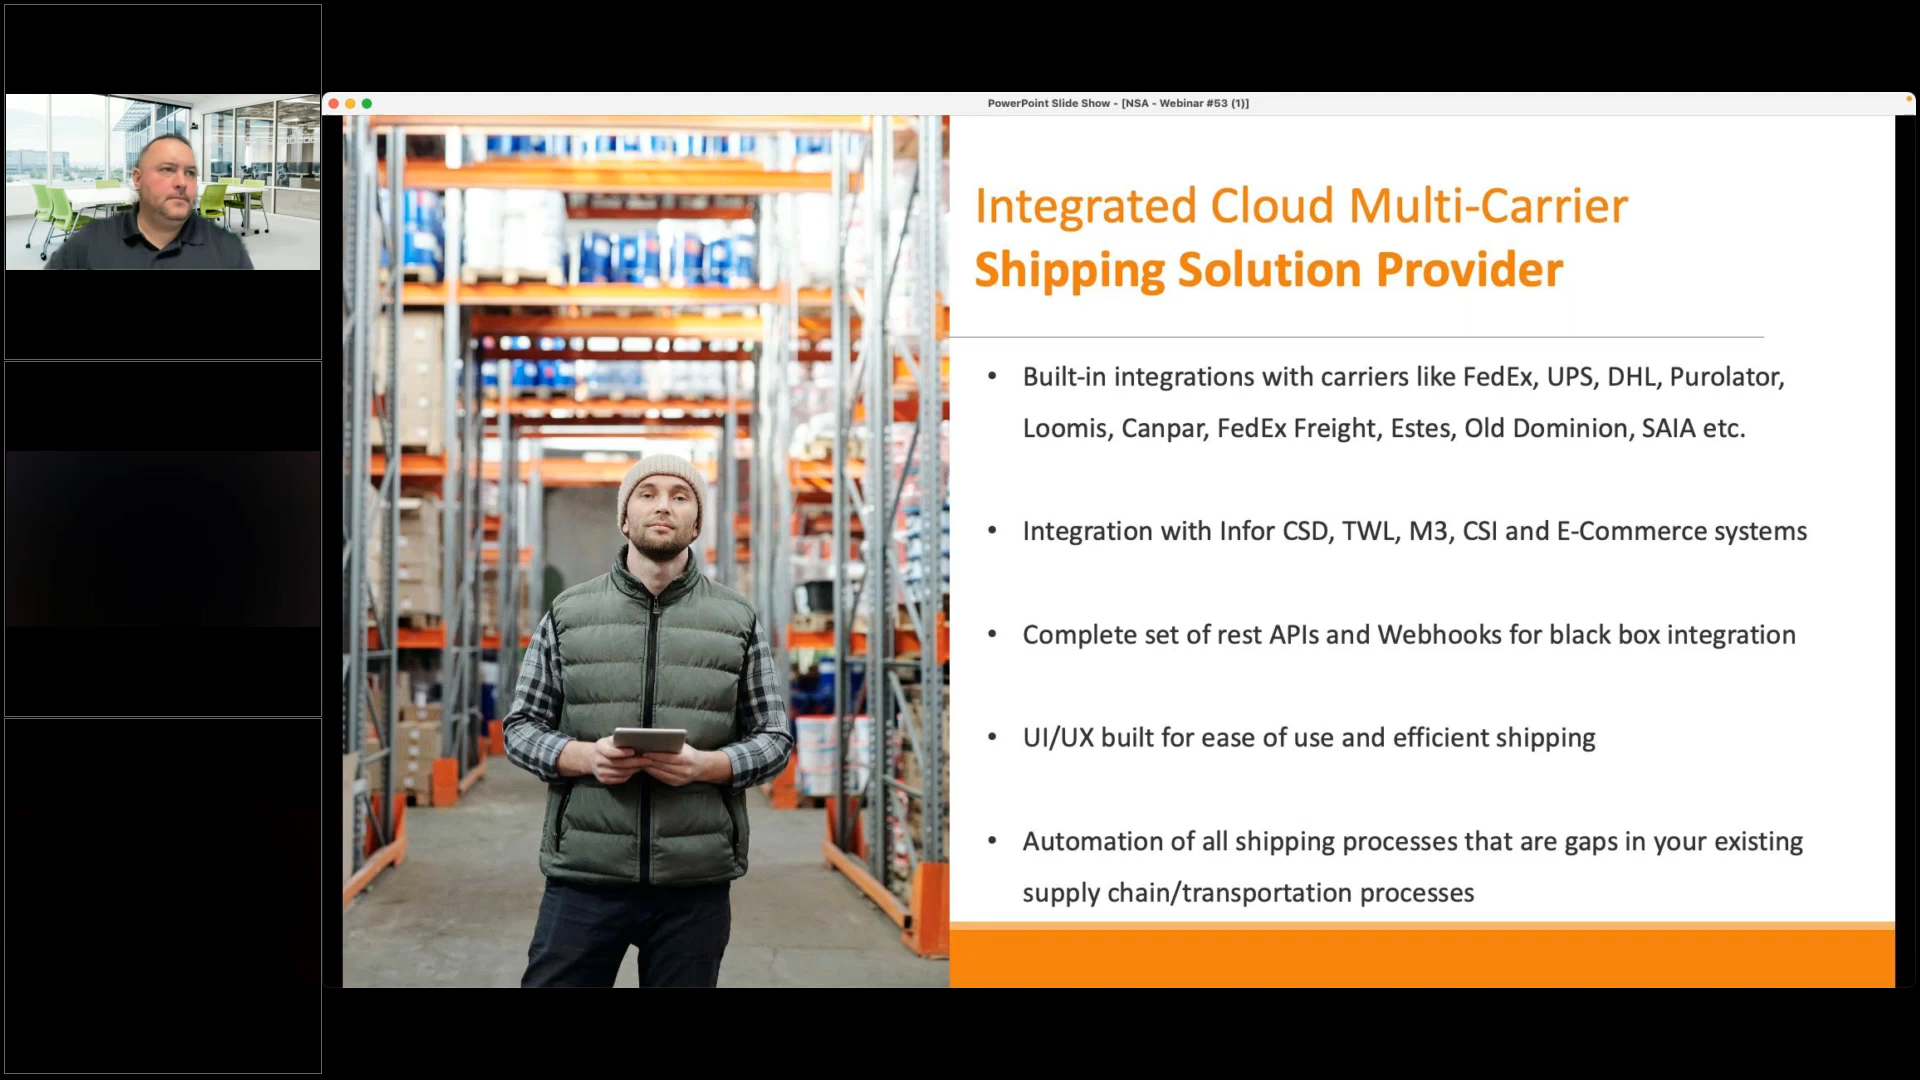 PowerPoint Slide Show - [NSA - Webinar #53 (1)]
Integrated Cloud Multi-Carrier
Shipping Solution Provider
• Built-in integrations with carriers like FedEx, UPS, DHL, Purolator,
Loomis, Canpar, FedEx Freight, Estes, Old Dominion, SAIA etc.
• Integration with Infor CSD, TWL, M3, CSI and E-Commerce systems
• Complete set of rest APIs and Webhooks for black box integration
• UI/UX built for ease of use and efficient shipping
• Automation of all shipping processes that are gaps in your existing
supply chain/transportation processes